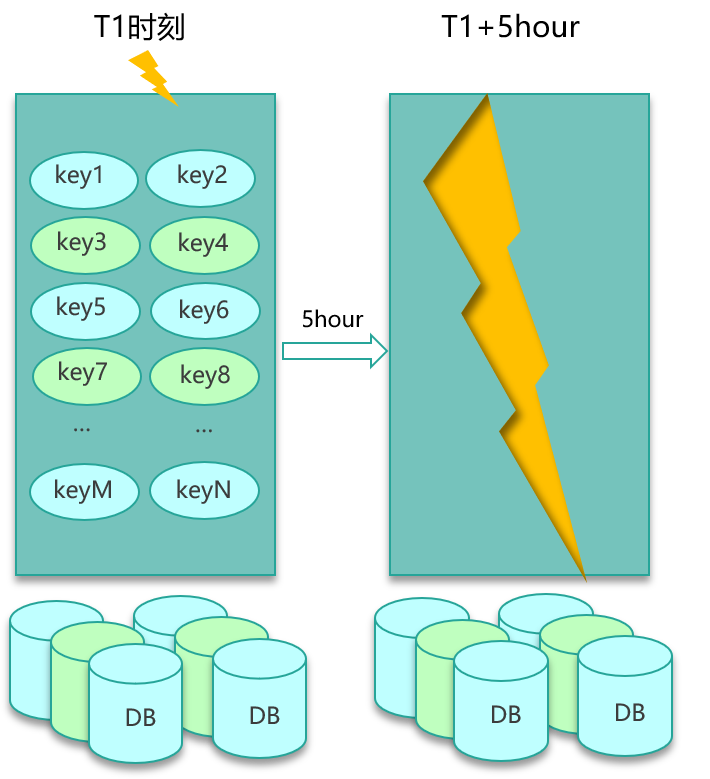 T1时刻
T1+5hour
key1
key2
key3
key4
key5
key6
key7
key8
...
...
keyM
keyN
5hour
DB
DB
DB
DB